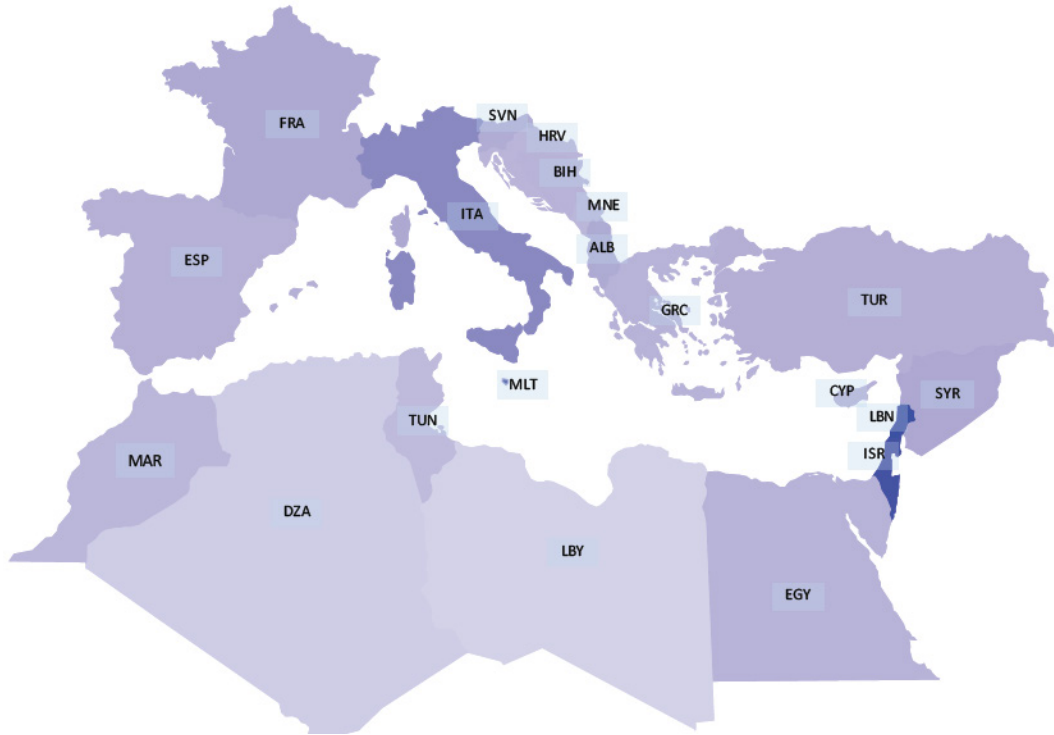 SVN
FRA
HRV
BIH
MNE
ITA
ALB
ESP
TUR
GRC
MLT
CYP
SYR
LBN
TUN
ISR
MAR
DZA
LBY
EGY